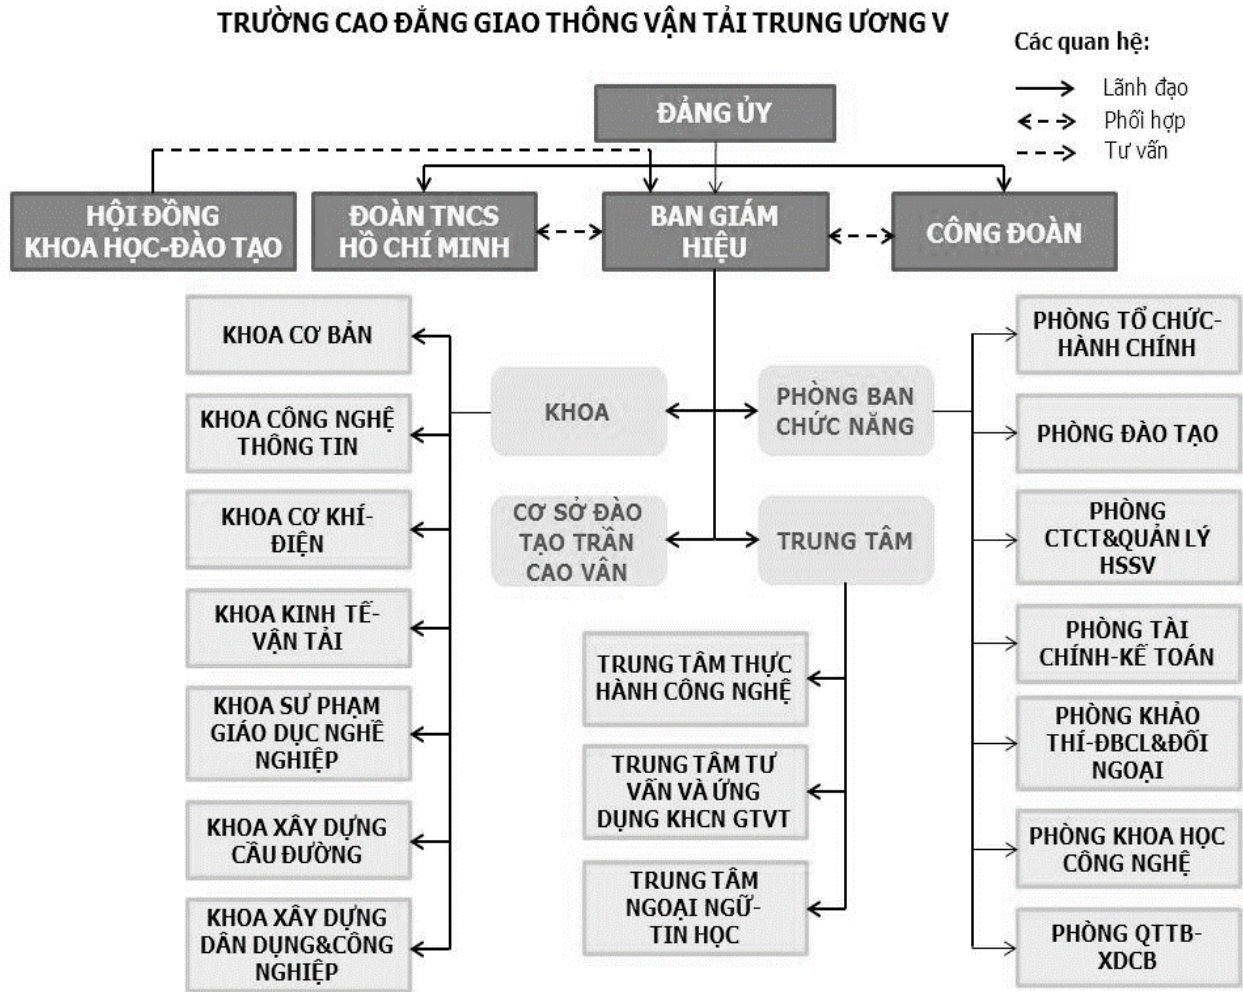 TRƯỜNG CAO ĐẲNG GIAO THÔNG VẬN TẢI TRUNG ƯƠNG V
Các quan hệ:
Lãnh đạo
Phối hợp
Tư vấn
ĐẢNG ỦY
HỘI ĐỒNG
KHOA HỌC-ĐÀO TẠO
ĐOÀN TNCS
HỒ CHÍ MINH
BAN GIÁM
HIỆU
CÔNG ĐOÀN
KHOA
PHÒNG BAN
CHỨC NĂNG
CƠ SỞ ĐÀO
TẠO TRẦN
CAO VÂN
TRUNG TÂM
KHOA CƠ BẢN
KHOA CÔNG NGHỆ
THÔNG TIN
KHOA CƠ KHÍ-
ĐIỆN
KHOA KINH TẾ-
VẬN TẢI
KHOA SƯ PHẠM
GIÁO DỤC NGHỀ
NGHIỆP
KHOA XÂY DỰNG
CẦU ĐƯỜNG
KHOA XÂY DỰNG
DÂN DỤNG&CÔNG
NGHIỆP
TRUNG TÂM THỰC
HÀNH CÔNG NGHỆ
TRUNG TÂM TƯ
VẤN VÀ ỨNG
DỤNG KHCN GTVT
TRUNG TÂM
NGOẠI NGỮ-
TIN HỌC
PHÒNG TỔ CHỨC-
HÀNH CHÍNH
PHÒNG ĐÀO TẠO
PHÒNG
CTCT&QUẢN LÝ
HSSV
PHÒNG TÀI
CHÍNH-KẾ TOÁN
PHÒNG KHẢO
THÍ-ĐBCL&ĐỐI
NGOẠI
PHÒNG KHOA HỌC
CÔNG NGHỆ
PHÒNG QTTB-
XDCB